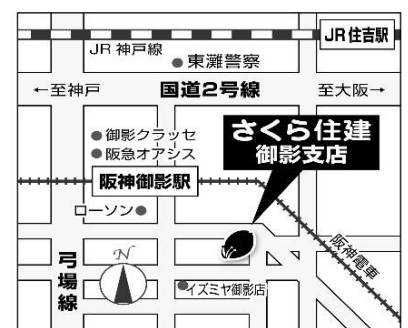 JR住吉駅
JR 神戸線
東灘警察
←至神戸
国道2号線
至大阪→
御影クラッセ
阪急オアシス
さくら住建
御影支店
阪神御影駅
ローソン
阪神電車
弓場線
N
イズミヤ御影店